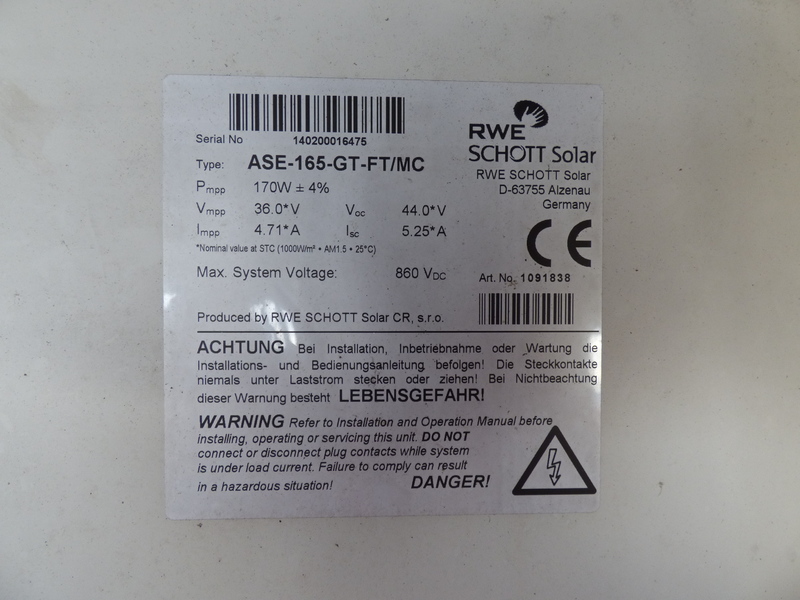 Serial No 140200016475
RWE
SCHOTT Solar
Type: ASE-165-GT-FT/MC
RWE SCHOTT Solar
D-63755 Alzenau
Germany
Pmpp 170W ± 4%
Vmpp 36.0*V Voc 44.0*V
Impp 4.71*A Isc 5.25*A
*Nominal value at STC (1000W/m² • AM1.5 • 25°C)
CE
Max. System Voltage: 860 VDC
Art. No. 1091838
Produced by RWE SCHOTT Solar CR, s.r.o.
ACHTUNG Bei Installation, Inbetriebnahme oder Wartung die
Installations- und Bedienungsanleitung befolgen! Die Steckkontakte
niemals unter Laststrom stecken oder ziehen! Bei Nichtbeachtung
dieser Warnung besteht LEBENSGEFAHR!
WARNING Refer to Installation and Operation Manual before
installing, operating or servicing this unit. DO NOT
connect or disconnect plug contacts while system
is under load current. Failure to comply can result
in a hazardous situation! DANGER!